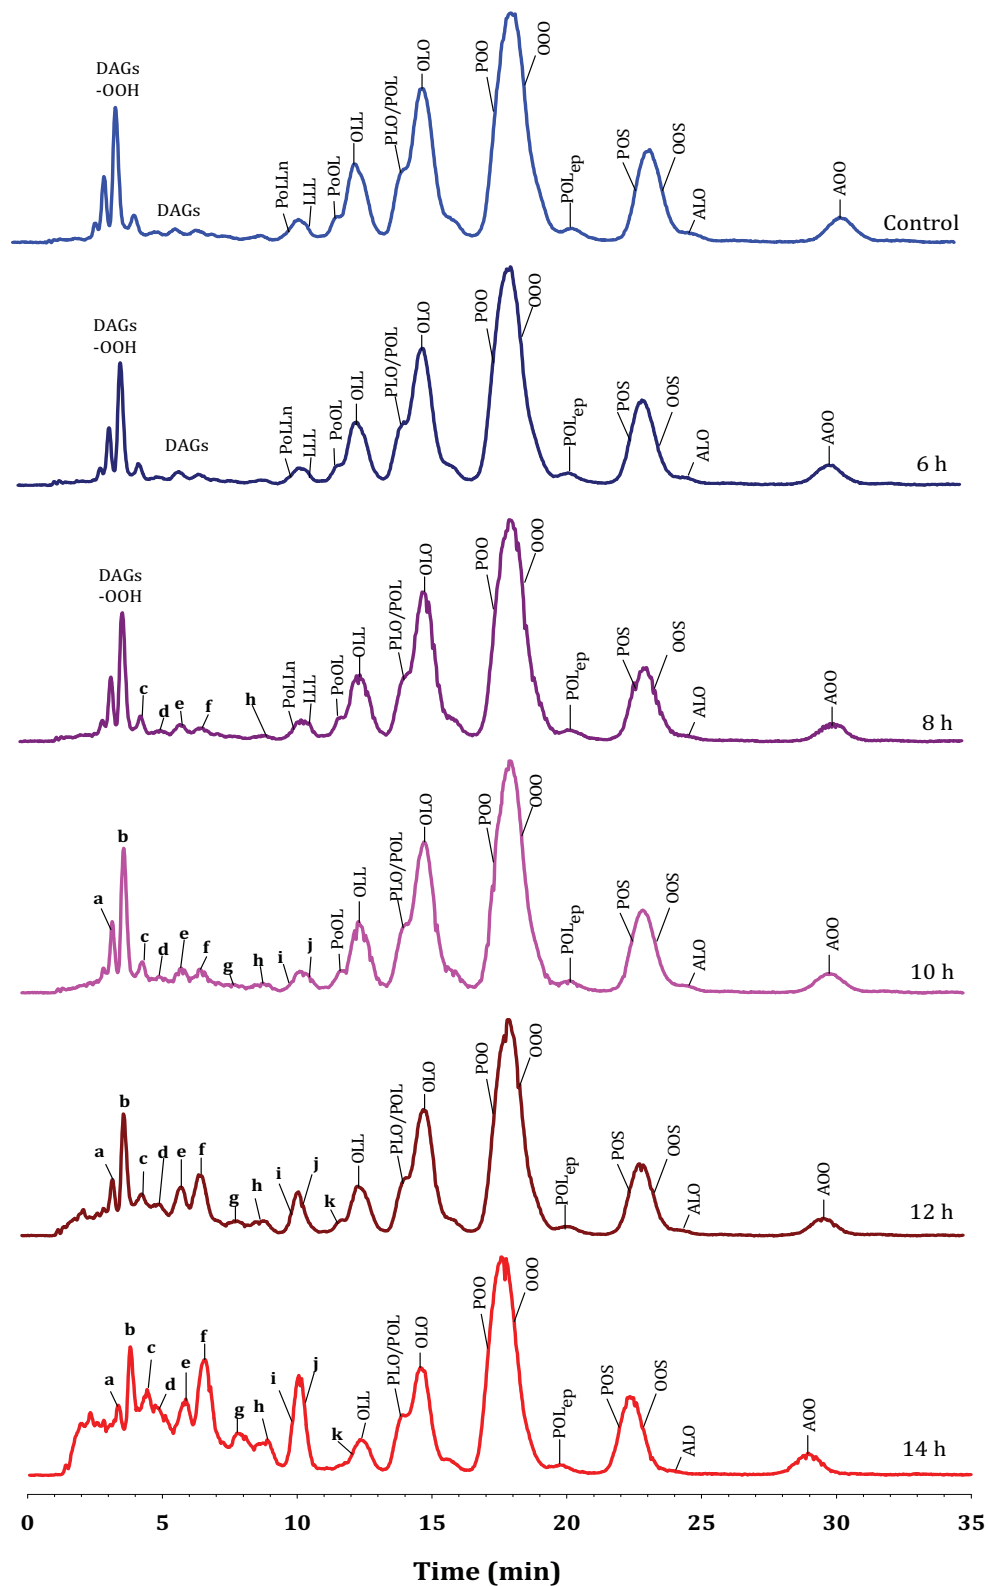 DAGs
-OOH
DAGs
PoLLn
LLL
PoOL
OLL
PLO/POL
OLO
POO
OOO
POLep
POS
OOS
ALO
AOO
Control
DAGs
-OOH
DAGs
PoLLn
LLL
PoOL
OLL
PLO/POL
OLO
POO
OOO
POLep
POS
OOS
ALO
AOO
6 h
DAGs
-OOH
c
d
e
f
h
PoLLn
LLL
PoOL
OLL
PLO/POL
OLO
POO
OOO
POLep
POS
OOS
ALO
AOO
8 h
a
b
c
d
e
f
g
h
i
j
PoOL
OLL
PLO/POL
OLO
POO
OOO
POLep
POS
OOS
ALO
AOO
10 h
a
b
c
d
e
f
g
h
i
j
k
OLL
PLO/POL
OLO
POO
OOO
POLep
POS
OOS
ALO
AOO
12 h
a
b
c
d
e
f
g
h
i
j
k
OLL
PLO/POL
OLO
POO
OOO
POLep
POS
OOS
ALO
AOO
14 h
0 5 10 15 20 25 30 35
Time (min)